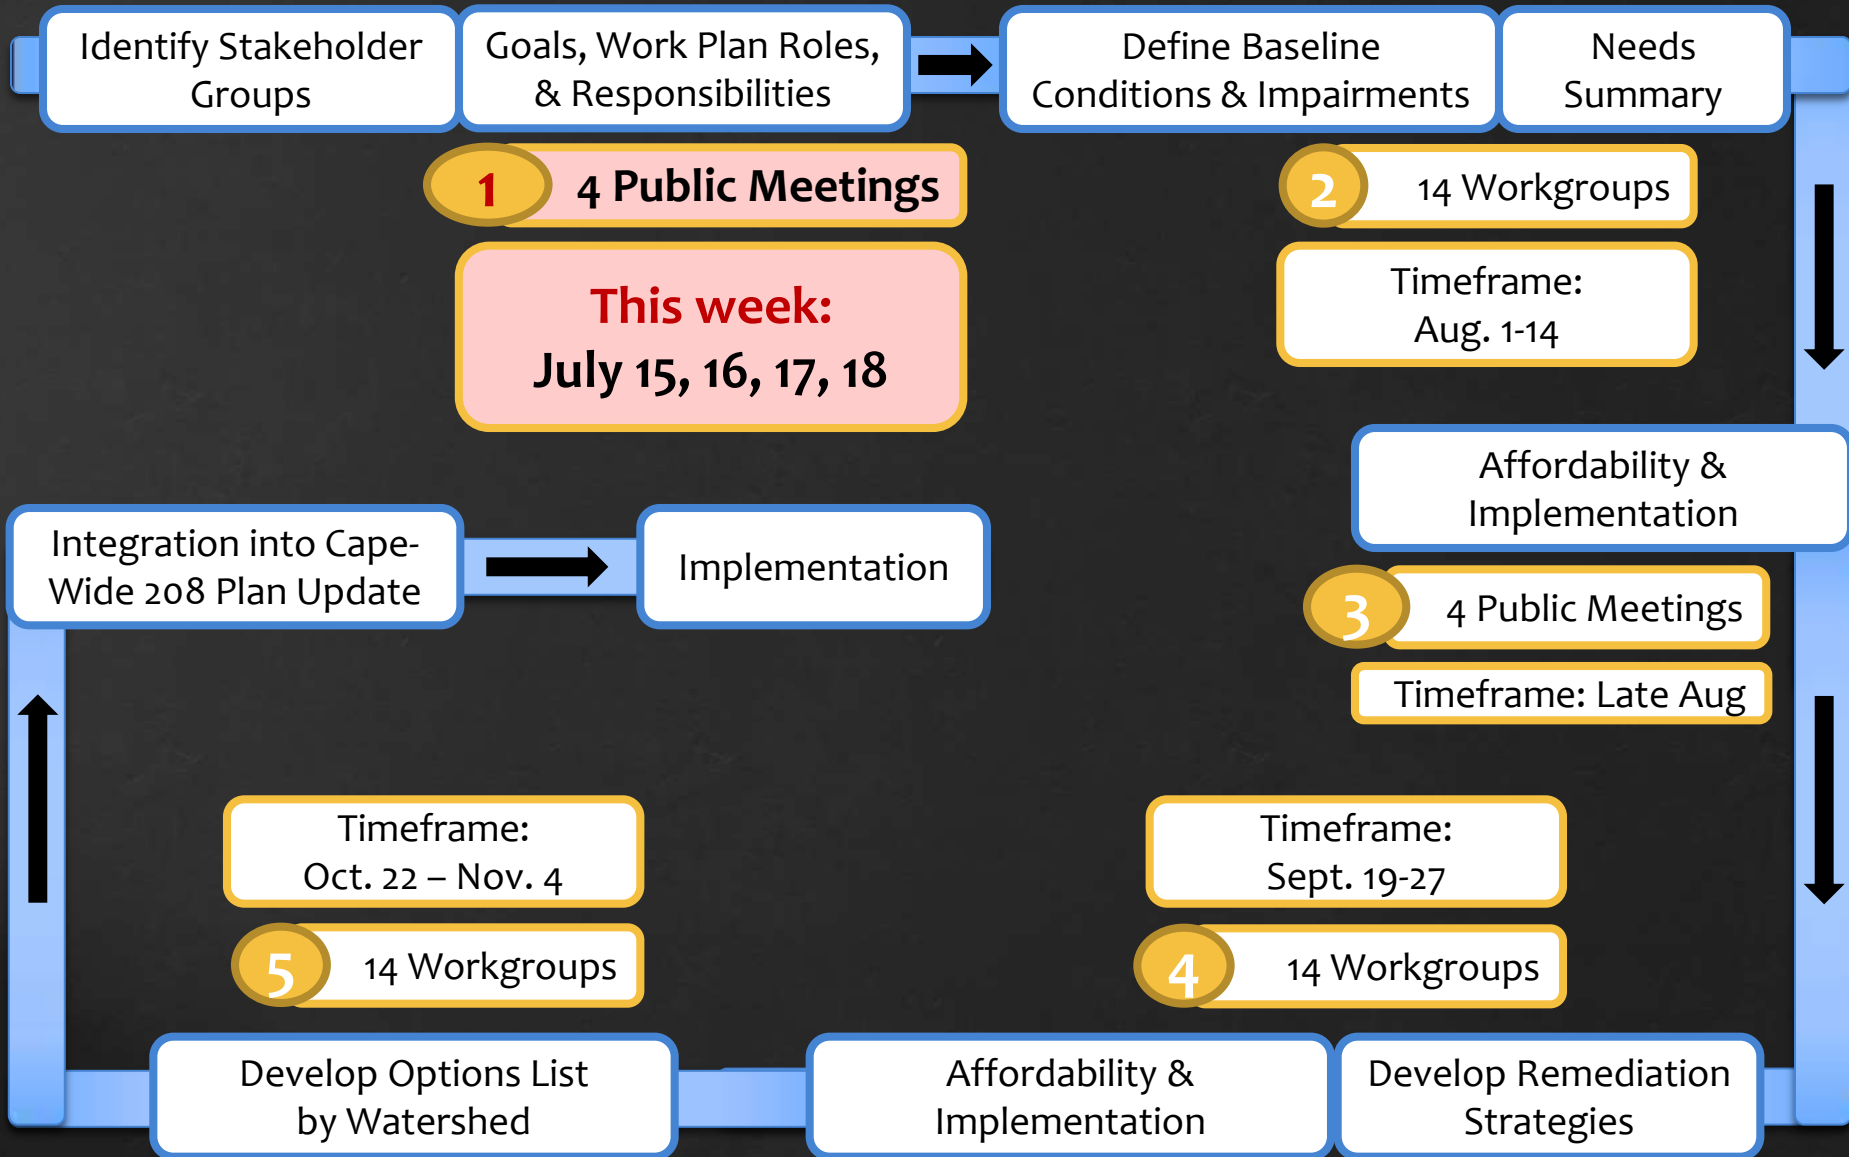 Identify Stakeholder
Groups
Goals, Work Plan Roles,
& Responsibilities
Define Baseline
Conditions & Impairments
Needs
Summary
1
4 Public Meetings
This week:
July 15, 16, 17, 18
2
14 Workgroups
Timeframe:
Aug. 1-14
Affordability &
Implementation
3
4 Public Meetings
Timeframe: Late Aug
Timeframe:
Sept. 19-27
4
14 Workgroups
Develop Remediation
Strategies
Affordability &
Implementation
Timeframe:
Oct. 22 – Nov. 4
5
14 Workgroups
Develop Options List
by Watershed
Integration into Cape-
Wide 208 Plan Update
Implementation